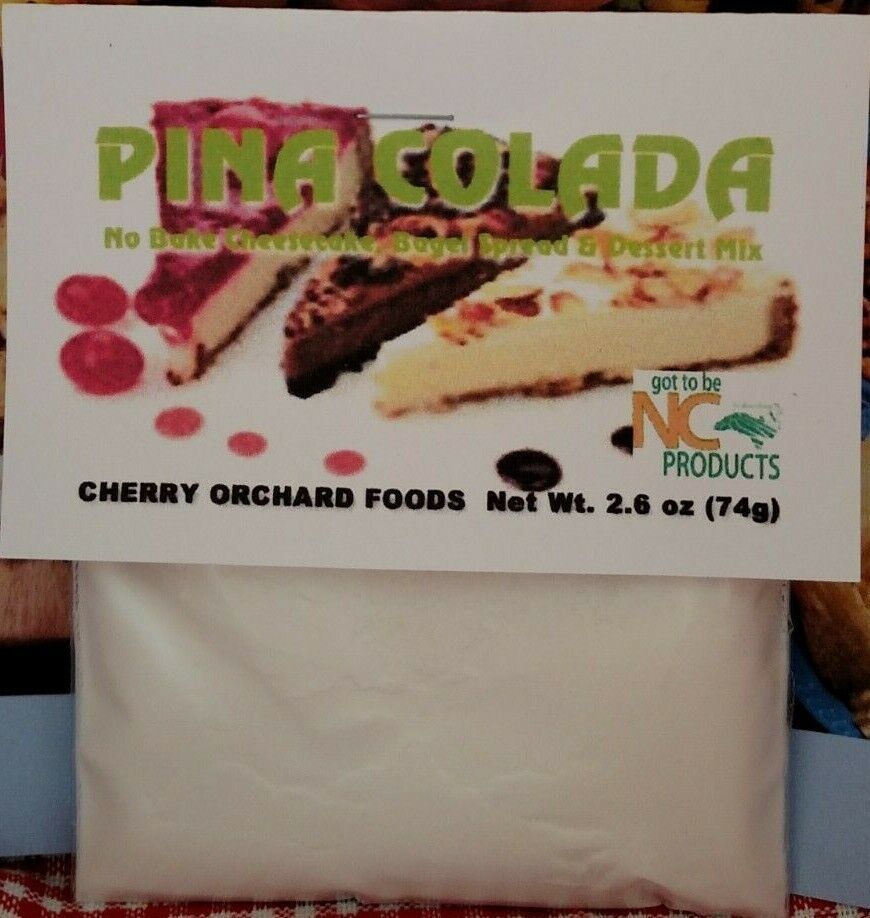 PINA COLADA
No Bake Cheesecake, Bagel Spread & Dessert Mix
got to be
NC
PRODUCTS
CHERRY ORCHARD FOODS Net Wt. 2.6 oz (74g)